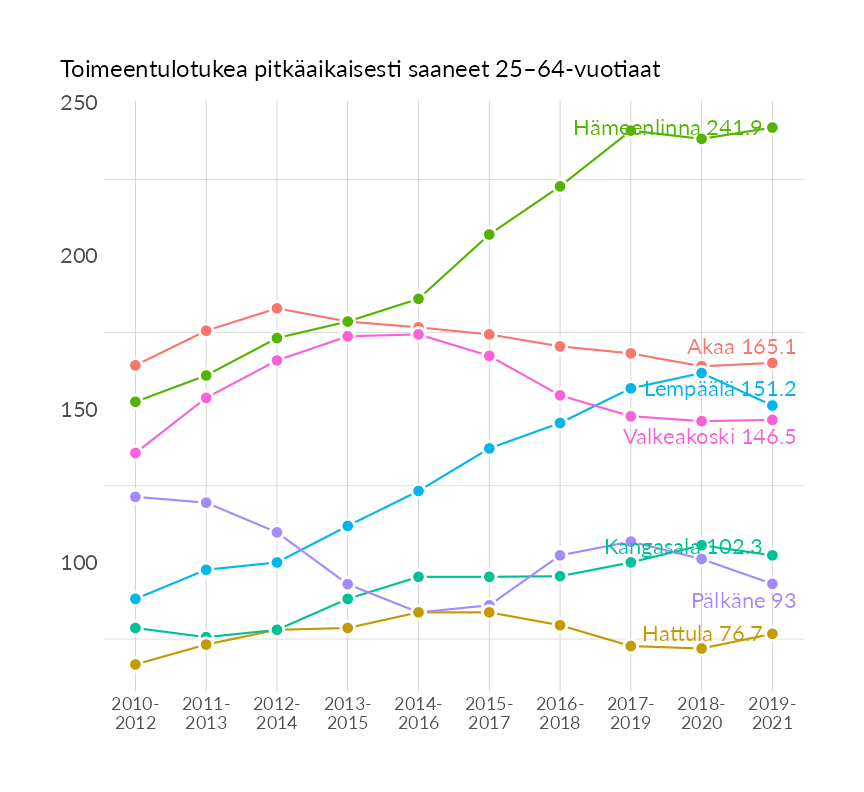 Toimeentulotukea pitkäaikaisesti saaneet 25–64-vuotiaat
250
Hämeenlinna 241.9
200
Akaa 165.1
Lempäälä 151.2
150
Valkeakoski 146.5
Kangasala 102.3
100
Pälkäne 93
Hattula 76.7
2010- 2011- 2012- 2013- 2014- 2015- 2016- 2017- 2018- 2019-
2012 2013 2014 2015 2016 2017 2018 2019 2020 2021